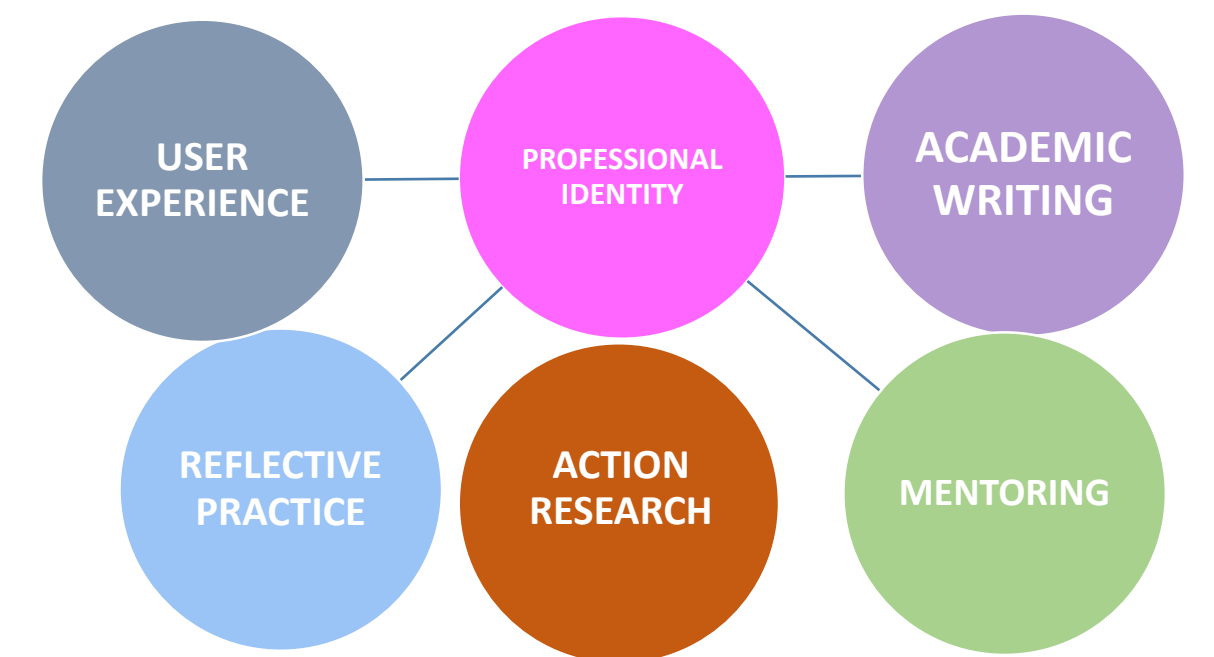 USER
EXPERIENCE
PROFESSIONAL
IDENTITY
ACADEMIC
WRITING
REFLECTIVE
PRACTICE
ACTION
RESEARCH
MENTORING